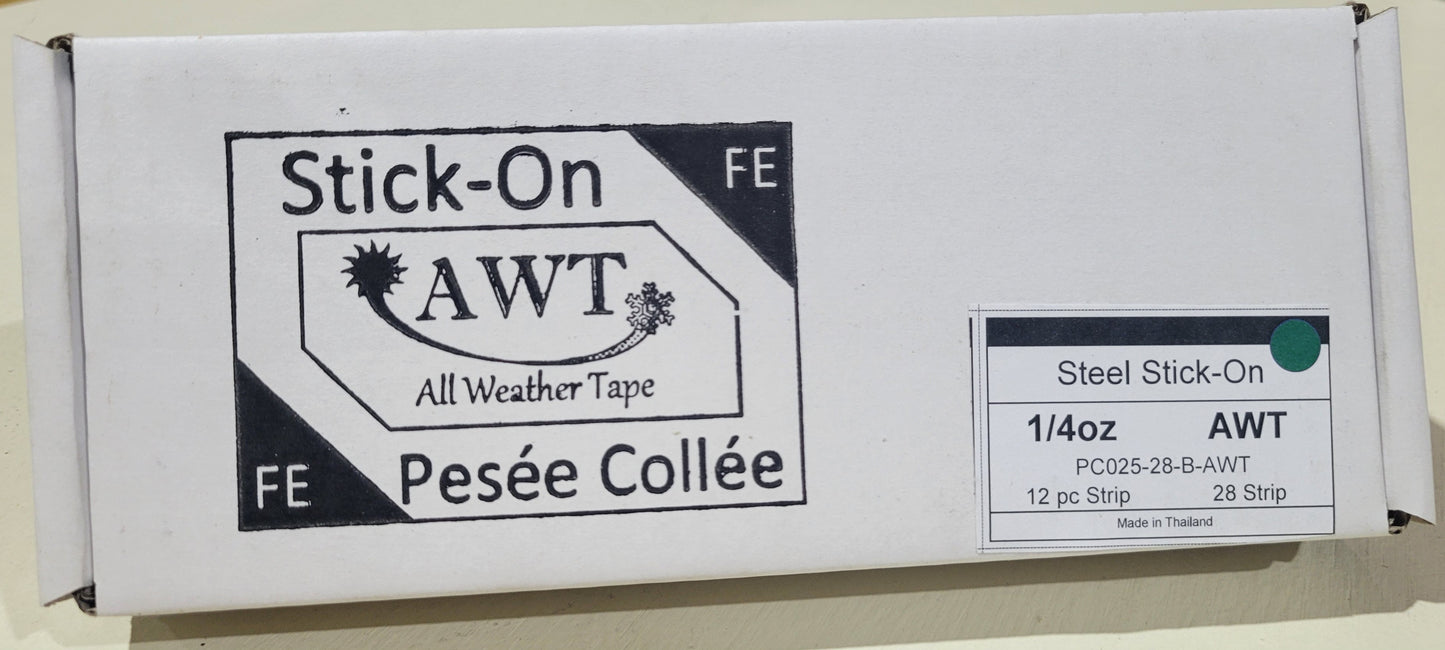 Stick-On
FE
AWT
All Weather Tape
FE
Pesée Collée
Steel Stick-On
1/4oz AWT
PC025-28-B-AWT
12 pc Strip 28 Strip
Made in Thailand